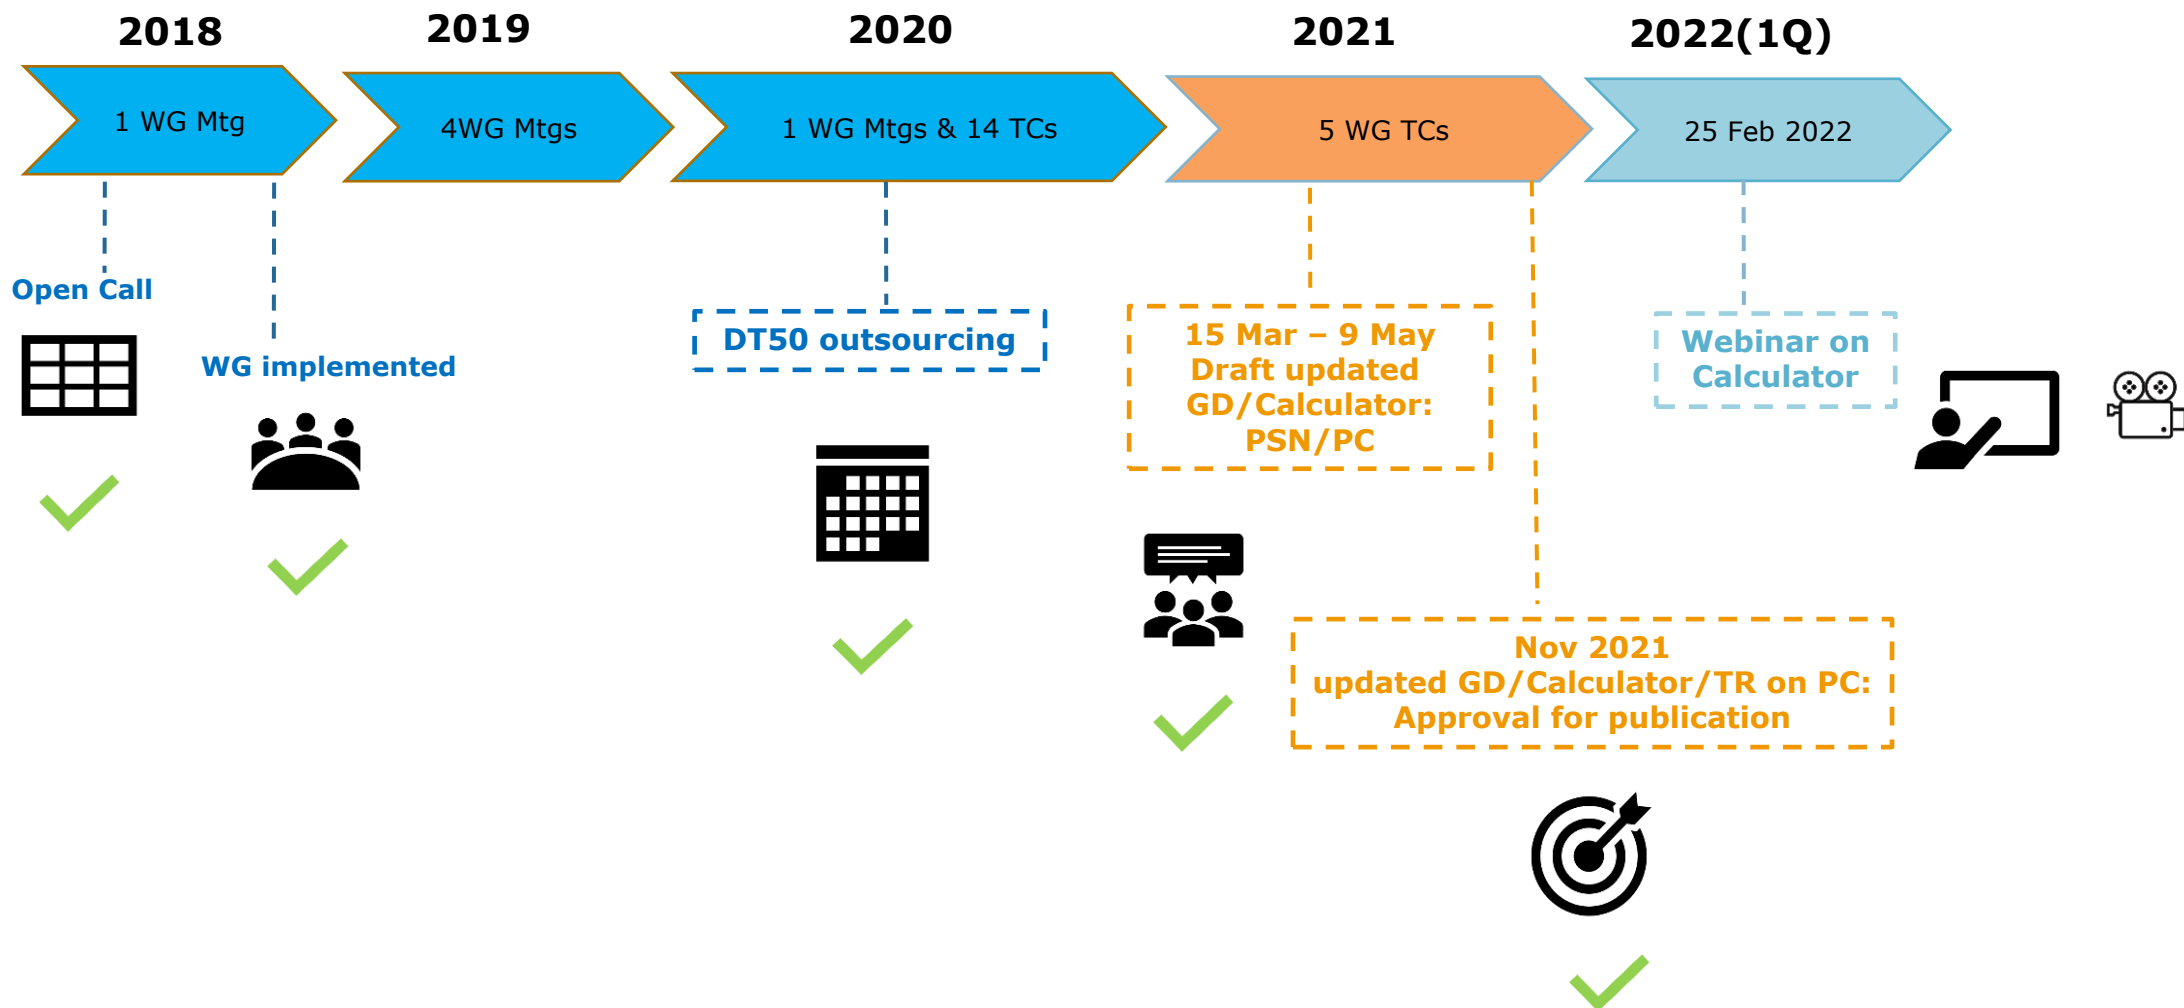 2018
2019
2020
2021
2022(1Q)
1 WG Mtg
4WG Mtgs
1 WG Mtgs & 14 TCs
5 WG TCs
25 Feb 2022
Open Call
WG implemented
DT50 outsourcing
15 Mar – 9 May
Draft updated
GD/Calculator:
PSN/PC
Webinar on
Calculator
Nov 2021
updated GD/Calculator/TR on PC:
Approval for publication